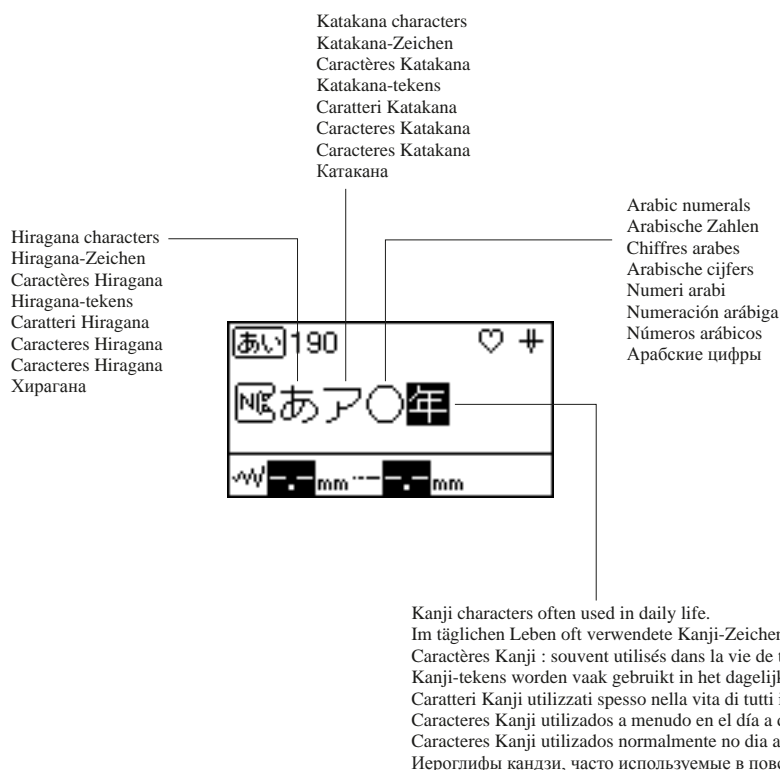 Katakana characters
Katakana-Zeichen
Caractères Katakana
Katakana-tekens
Caratteri Katakana
Caracteres Katakana
Caracteres Katakana
Катакана
Arabic numerals
Arabische Zahlen
Chiffres arabes
Arabische cijfers
Numeri arabi
Numeración arábiga
Números arábicos
Арабские цифры
Hiragana characters
Hiragana-Zeichen
Caractères Hiragana
Hiragana-tekens
Caratteri Hiragana
Caracteres Hiragana
Caracteres Hiragana
Хирагана
あい 190
あア〇年
mm mm
Kanji characters often used in daily life.
Im täglichen Leben oft verwendete Kanji-Zeichen
Caractères Kanji : souvent utilisés dans la vie de
Kanji-tekens worden vaak gebruikt in het
Caratteri Kanji utilizzati spesso nella vita di tutti
Caracteres Kanji utilizados a menudo en el día a
Caracteres Kanji utilizados normalmente no dia a
Иероглифы кандзи, часто используемые в